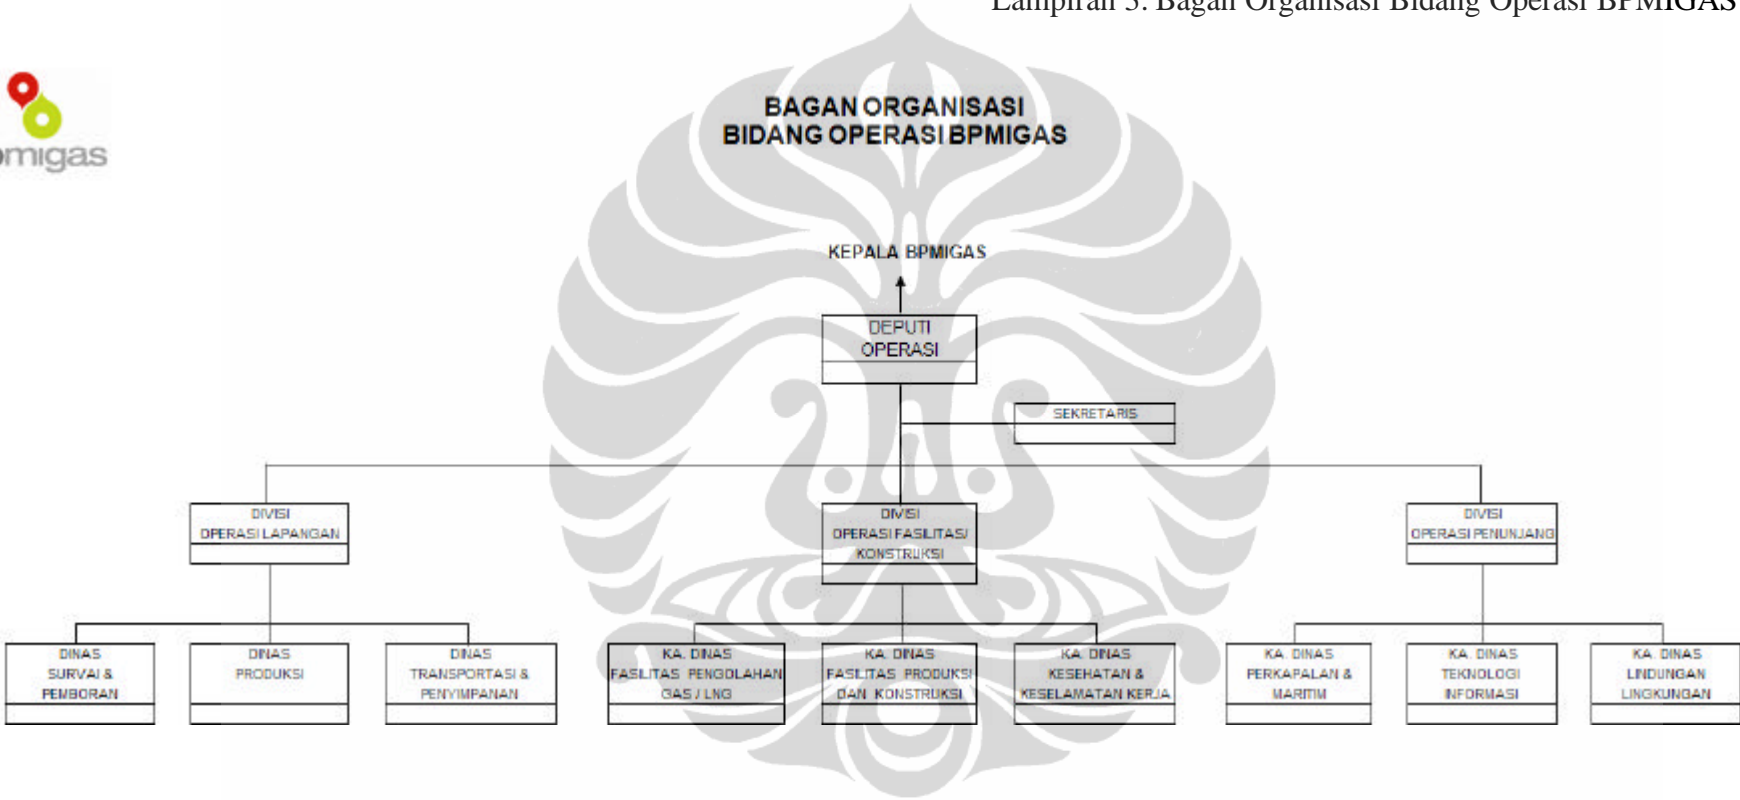 Lampiran 3. Bagan Organisasi Bidang Operasi BPMIGAS
migas
BAGAN ORGANISASI
BIDANG OPERASI BPMIGAS
KEPALA BPMIGAS
DEPUTI
OPERASI
SEKRETARIS
DIVISI
OPERASI LAPANGAN
DIVISI
OPERASI FASILITAS/
KONSTRUKSI
DIVISI
OPERASI PENUNJANG
DINAS
SURVAI &
PEMBORAN
DINAS
PRODUKSI
DINAS
TRANSPORTASI &
PENYIMPANAN
KA. DINAS
FASILITAS PENGOLAHAN
GAS / LNG
KA. DINAS
FASILITAS PRODUKSI
DAN KONSTRUKSI
KA. DINAS
KESEHATAN &
KESELAMATAN KERJA
KA. DINAS
PERKAPALAN &
MARITIM
KA. DINAS
TEKNOLOGI
INFORMASI
KA. DINAS
LINDUNGAN
LINGKUNGAN